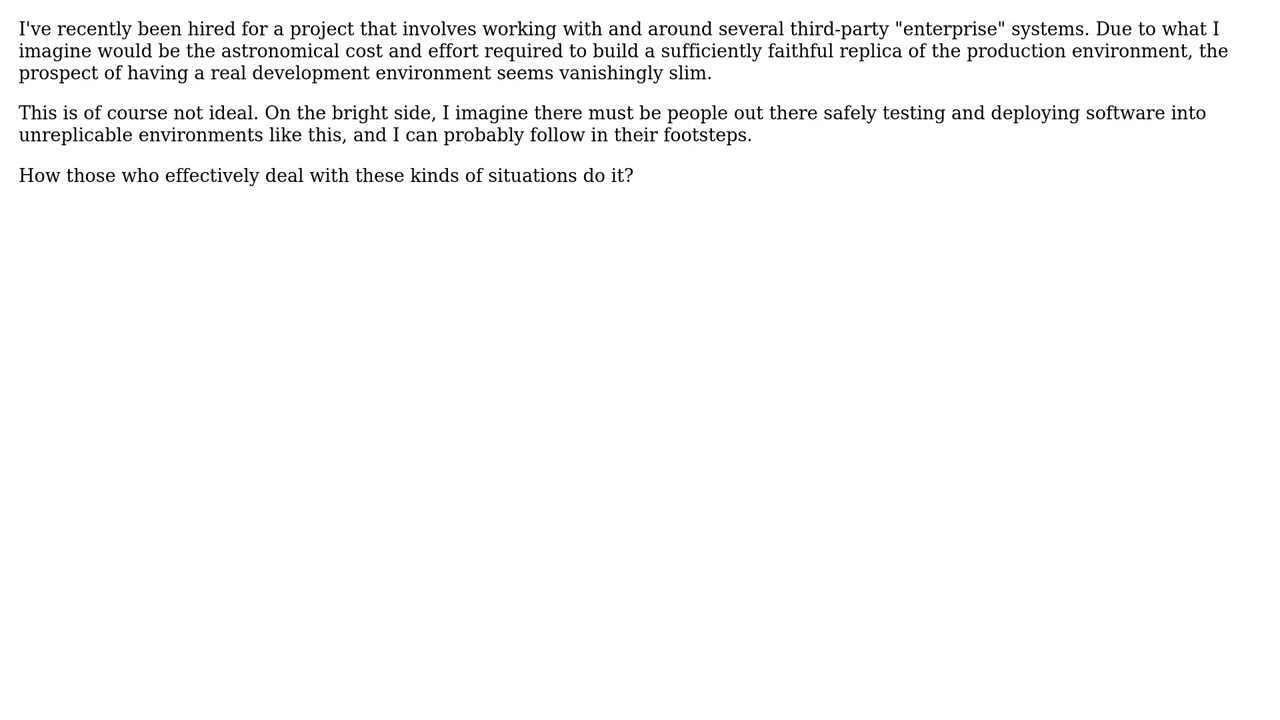 I've recently been hired for a project that involves working with and around several third-party "enterprise" systems. Due to what I
imagine would be the astronomical cost and effort required to build a sufficiently faithful replica of the production environment, the
prospect of having a real development environment seems vanishingly slim.
This is of course not ideal. On the bright side, I imagine there must be people out there safely testing and deploying software into
unreplicable environments like this, and I can probably follow in their footsteps.
How those who effectively deal with these kinds of situations do it?